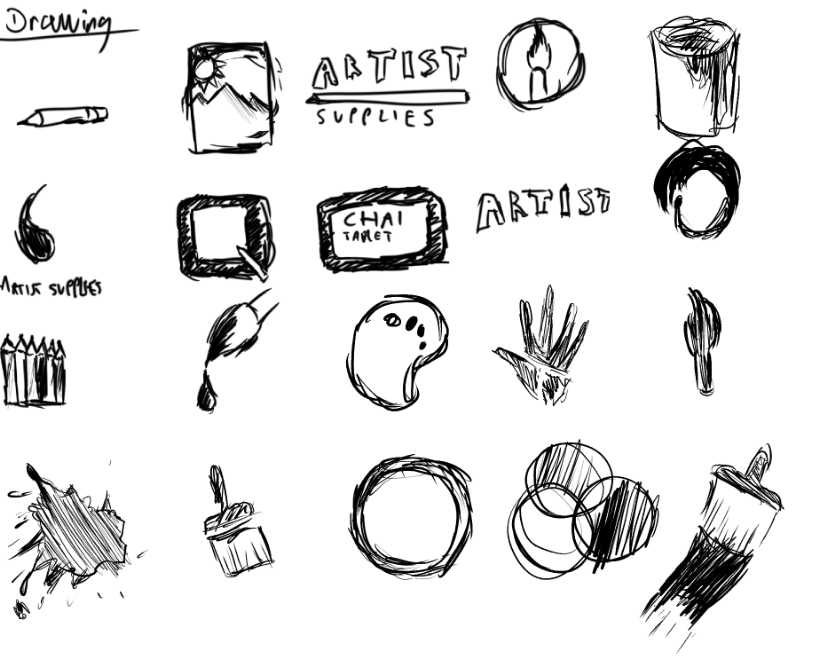 Drawing
ARTIST
SUPPLIES
CHAI
TABLET
ARTIST
ARTIST SUPPLIES